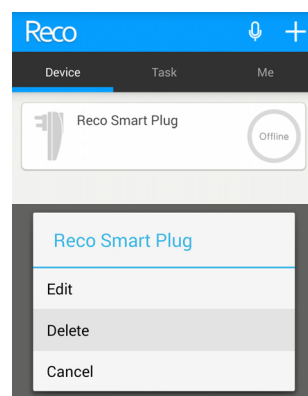 Reco
Device Task Me
Reco Smart Plug
Offline
Reco Smart Plug
Edit
Delete
Cancel